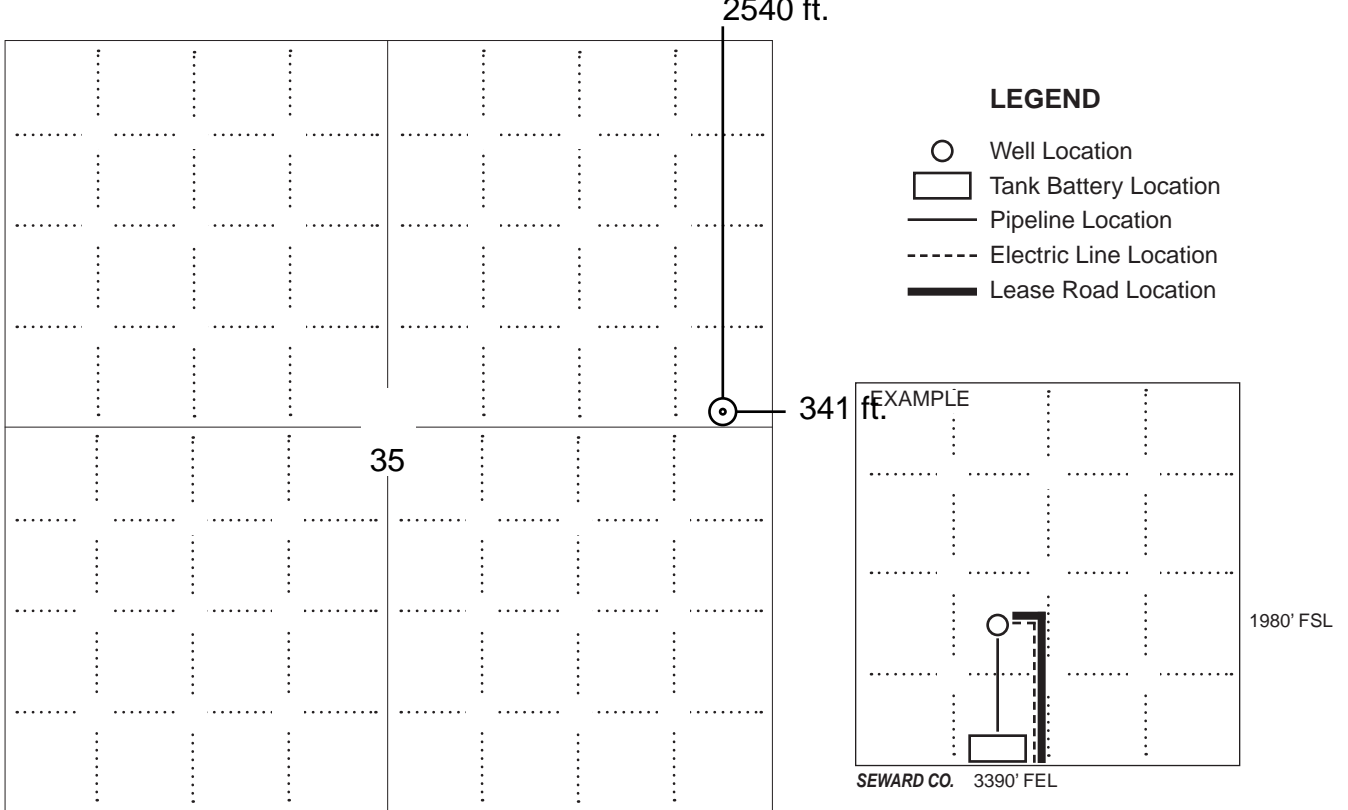 2540 ft.
LEGEND
Well Location
Tank Battery Location
Pipeline Location
Electric Line Location
Lease Road Location
341 ft.
EXAMPLE
35
1980' FSL
SEWARD CO. 3390' FEL